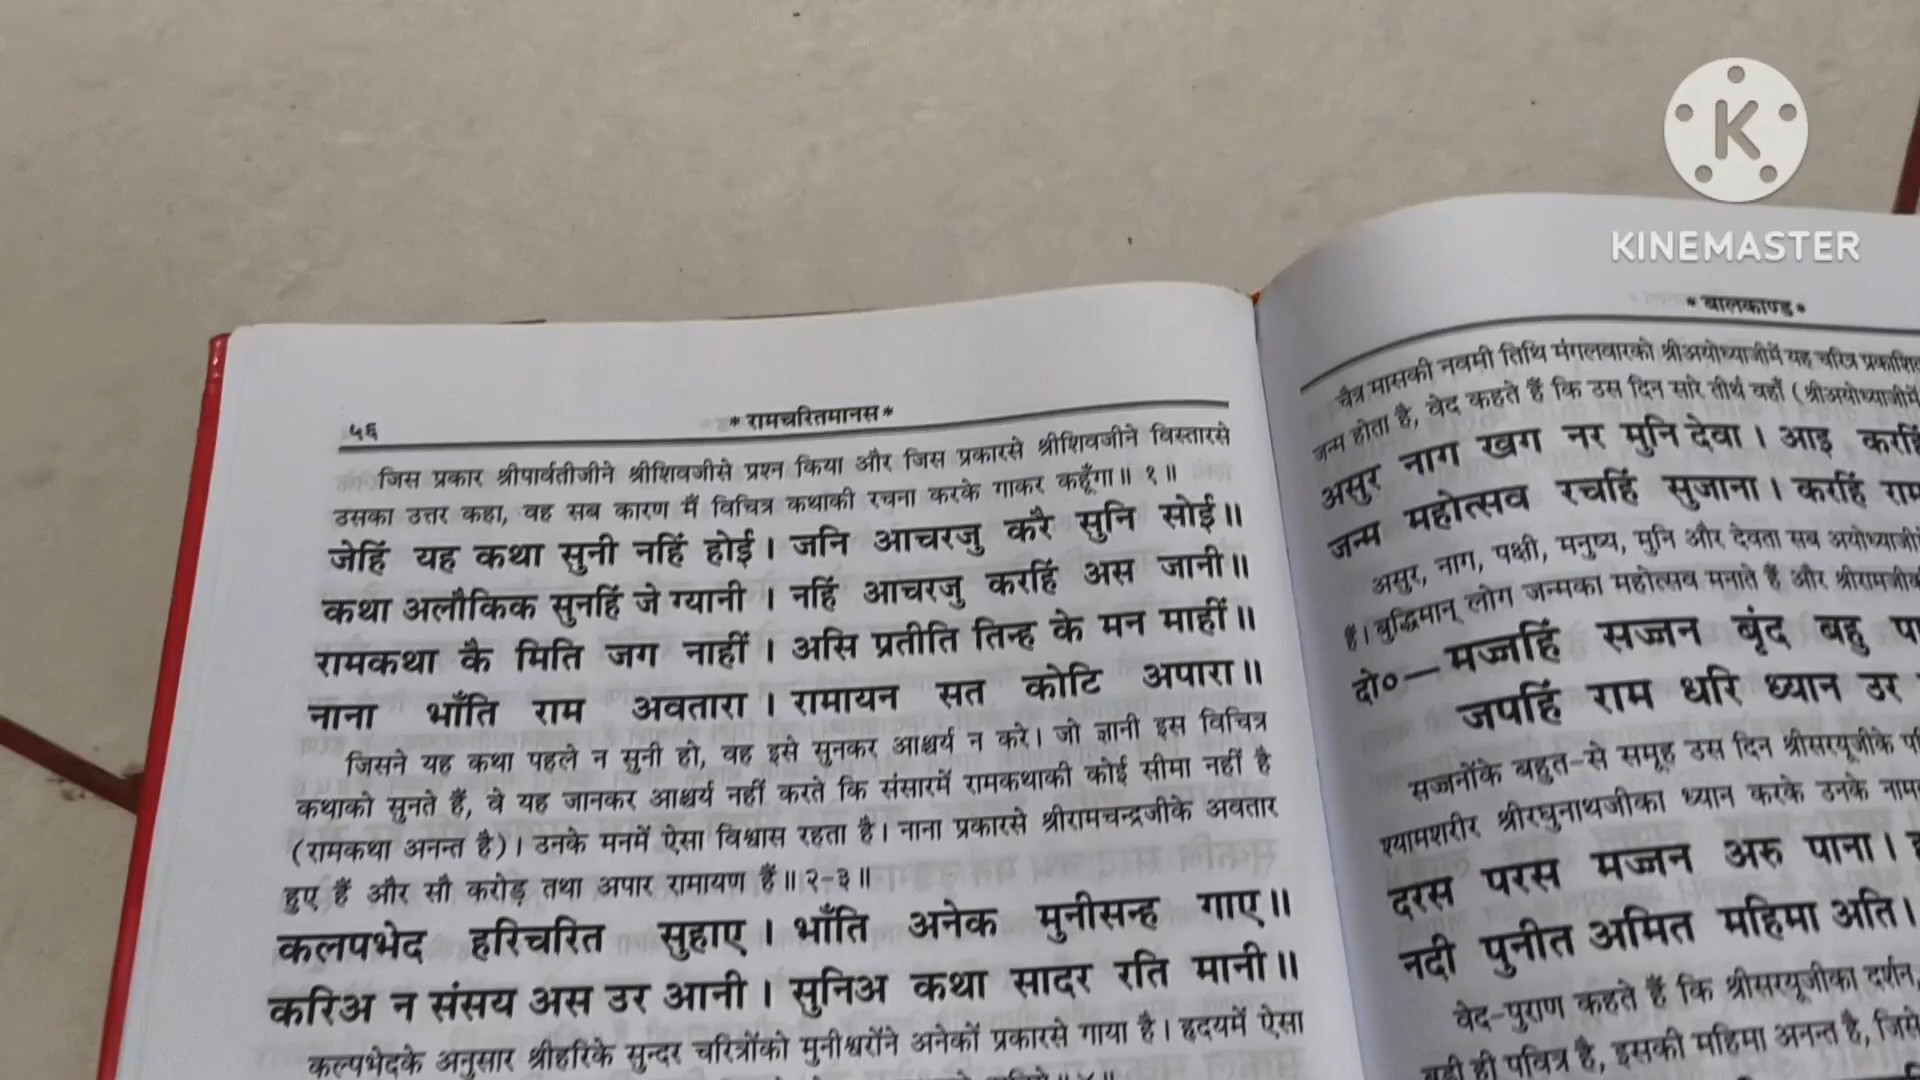 ५६
*रामचरितमानस*
जिस प्रकार श्रीपार्वतीजीने श्रीशिवजीसे प्रश्न किया और जिस प्रकारसे श्रीशिवजीने विस्तारसे
उसका उत्तर कहा, वह सब कारण मैं विचित्र कथाकी रचना करके गाकर कहूँगा॥ १॥
जेहिं यह कथा सुनी नहिं होई। जनि आचरजु करै सुनि सोई॥
कथा अलौकिक सुनहिं जे ग्यानी। नहिं आचरजु करहिं अस जानी॥
रामकथा कै मिति जग नाहीं। असि प्रतीति तिन्ह के मन माहीं॥
नाना भाँति राम अवतारा। रामायन सत कोटि अपारा॥
जिसने यह कथा पहले न सुनी हो, वह इसे सुनकर आश्चर्य न करे। जो ज्ञानी इस विचित्र
कथाको सुनते हैं, वे यह जानकर आश्चर्य नहीं करते कि संसारमें रामकथाकी कोई सीमा नहीं है
(रामकथा अनन्त है)। उनके मनमें ऐसा विश्वास रहता है। नाना प्रकारसे श्रीरामचन्द्रजीके अवतार
हुए हैं और सौ करोड़ तथा अपार रामायण हैं॥ २-३॥
कलपभेद हरिचरित सुहाए। भाँति अनेक मुनीसन्ह गाए॥
करिअ न संसय अस उर आनी। सुनिअ कथा सादर रति मानी॥
कल्पभेदके अनुसार श्रीहरिके सुन्दर चरित्रोंको मुनीश्वरोंने अनेकों प्रकारसे गाया है। हृदयमें ऐसा
*बालकाण्ड*
चैत्र मासकी नवमी तिथि मंगलवारको श्रीअयोध्याजीमें यह चरित्र
जन्म होता है, वेद कहते हैं कि उस दिन सारे तीर्थ वहाँ (श्रीअयोध्याजीमें
असुर नाग खग नर मुनि देवा। आइ
जन्म महोत्सव रचहिं सुजाना। करहिं राम
असुर, नाग, पक्षी, मनुष्य, मुनि और देवता सब
हैं। बुद्धिमान् लोग जन्मका महोत्सव मनाते हैं और
दो०—मज्जहिं सज्जन बृंद बहु
जपहिं राम धरि ध्यान उर
सज्जनोंके बहुत-से समूह उस दिन श्रीसरयूजीके
श्यामशरीर श्रीरघुनाथजीका ध्यान करके उनके
दरस परस मज्जन अरु पाना।
नदी पुनीत अमित महिमा अति।
वेद-पुराण कहते हैं कि श्रीसरयूजीका दर्शन,
बड़ी ही पवित्र है, इसकी महिमा अनन्त है,
KINEMASTER